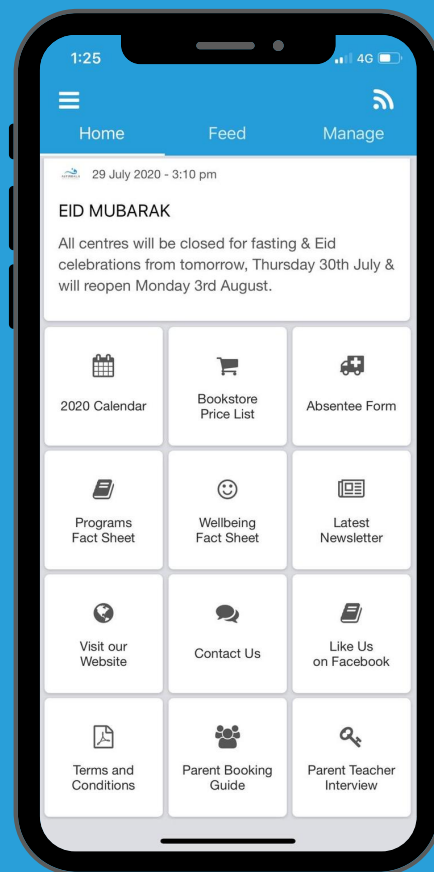 1:25
4G
Home
Feed
Manage
29 July 2020 - 3:10 pm
EID MUBARAK
All centres will be closed for fasting & Eid
celebrations from tomorrow, Thursday 30th July &
will reopen Monday 3rd August.
2020 Calendar
Bookstore
Price List
Absentee Form
Programs
Fact Sheet
Wellbeing
Fact Sheet
Latest
Newsletter
Visit our
Website
Contact Us
Like Us
on Facebook
Terms and
Conditions
Parent Booking
Guide
Parent Teacher
Interview